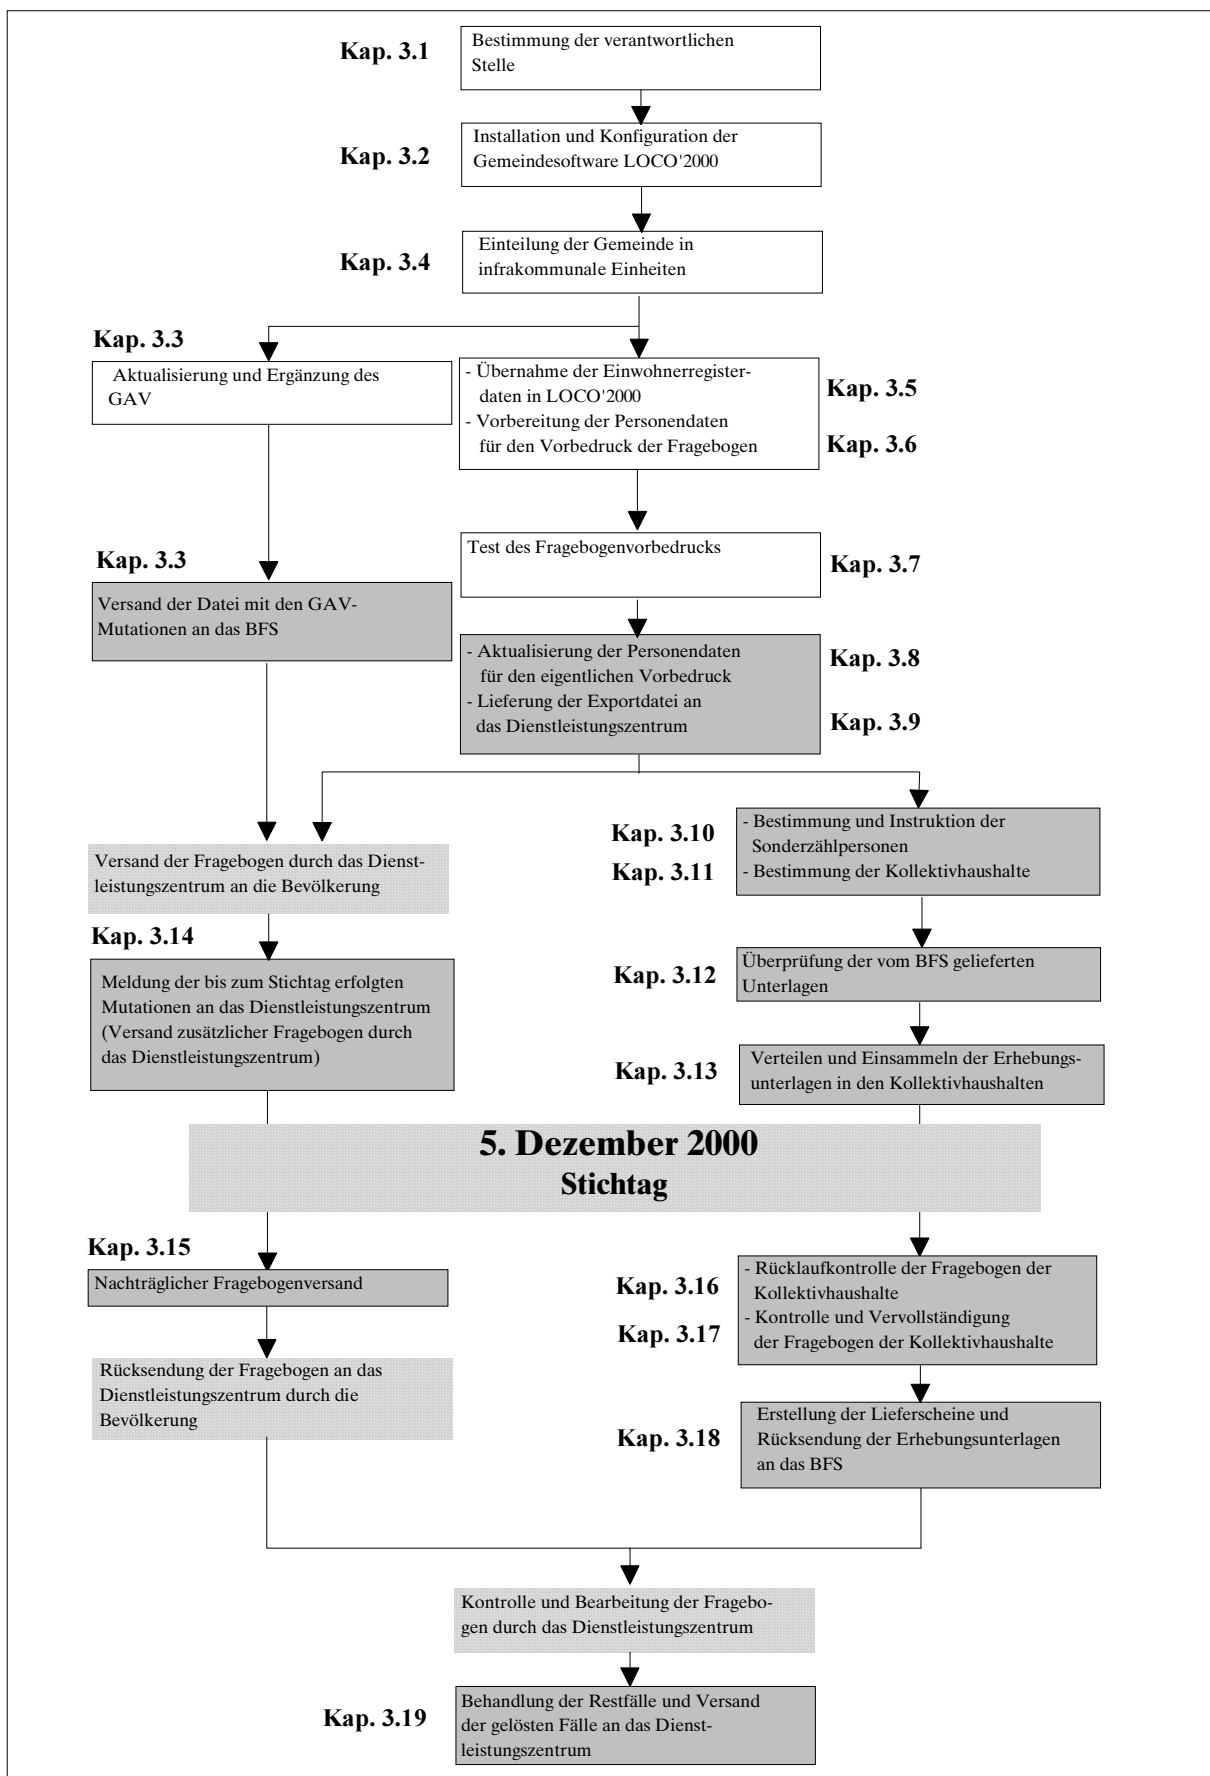 Kap. 3.1
Bestimmung der verantwortlichen
Stelle
Kap. 3.2
Installation und Konfiguration der
Gemeindesoftware LOCO'2000
Kap. 3.4
Einteilung der Gemeinde in
infrakommunale Einheiten
Kap. 3.3
Aktualisierung und Ergänzung des
GAV
- Übernahme der Einwohnerregister-
daten in LOCO'2000
- Vorbereitung der Personendaten
für den Vorbedruck der Fragebogen
Kap. 3.5
Kap. 3.6
Kap. 3.3
Versand der Datei mit den GAV-
Mutationen an das BFS
Test des Fragebogenvorbedrucks
Kap. 3.7
- Aktualisierung der Personendaten
für den eigentlichen Vorbedruck
- Lieferung der Exportdatei an
das Dienstleistungszentrum
Kap. 3.8
Kap. 3.9
Versand der Fragebogen durch das Dienst-
leistungszentrum an die Bevölkerung
Kap. 3.10
Kap. 3.11
- Bestimmung und Instruktion der
Sonderzählpersonen
- Bestimmung der Kollektivhaushalte
Kap. 3.14
Meldung der bis zum Stichtag erfolgten
Mutationen an das Dienstleistungszentrum
(Versand zusätzlicher Fragebogen durch
das Dienstleistungszentrum)
Kap. 3.12
Überprüfung der vom BFS gelieferten
Unterlagen
Kap. 3.13
Verteilen und Einsammeln der Erhebungs-
unterlagen in den Kollektivhaushalten
5. Dezember 2000
Stichtag
Kap. 3.15
Nachträglicher Fragebogenversand
Kap. 3.16
Kap. 3.17
- Rücklaufkontrolle der Fragebogen der
Kollektivhaushalte
- Kontrolle und Vervollständigung
der Fragebogen der Kollektivhaushalte
Rücksendung der Fragebogen an das
Dienstleistungszentrum durch die
Bevölkerung
Kap. 3.18
Erstellung der Lieferscheine und
Rücksendung der Erhebungsunterlagen
an das BFS
Kontrolle und Bearbeitung der Fragebo-
gen durch das Dienstleistungszentrum
Kap. 3.19
Behandlung der Restfälle und Versand
der gelösten Fälle an das Dienst-
leistungszentrum